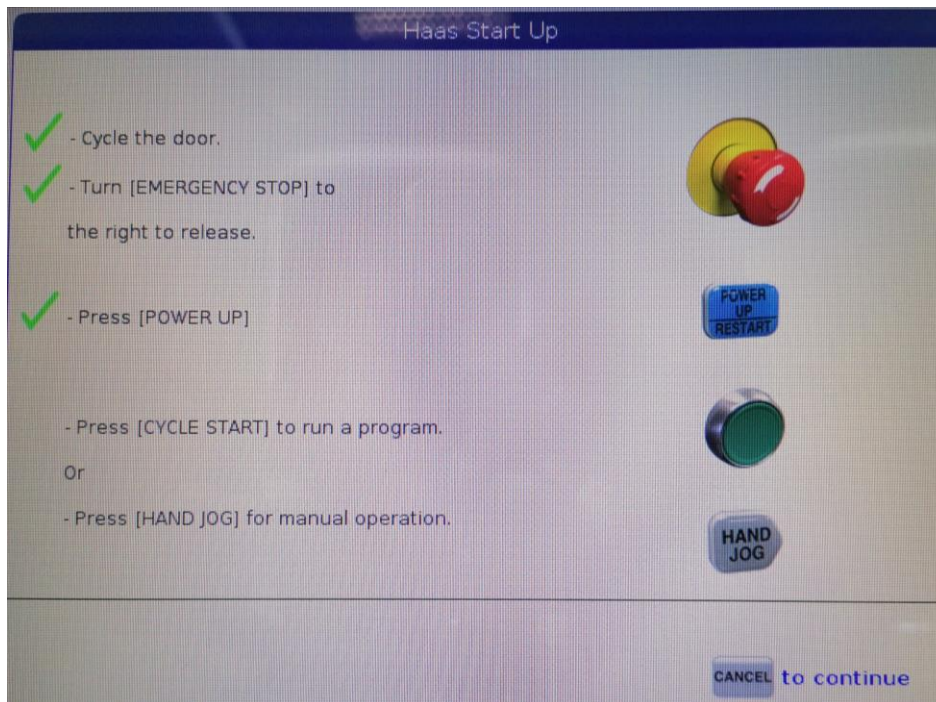 Haas Start Up
- Cycle the door.
- Turn [EMERGENCY STOP] to
the right to release.
- Press [POWER UP]
POWER
UP
RESTART
- Press [CYCLE START] to run a program.
Or
- Press [HAND JOG] for manual operation.
HAND
JOG
CANCEL to continue